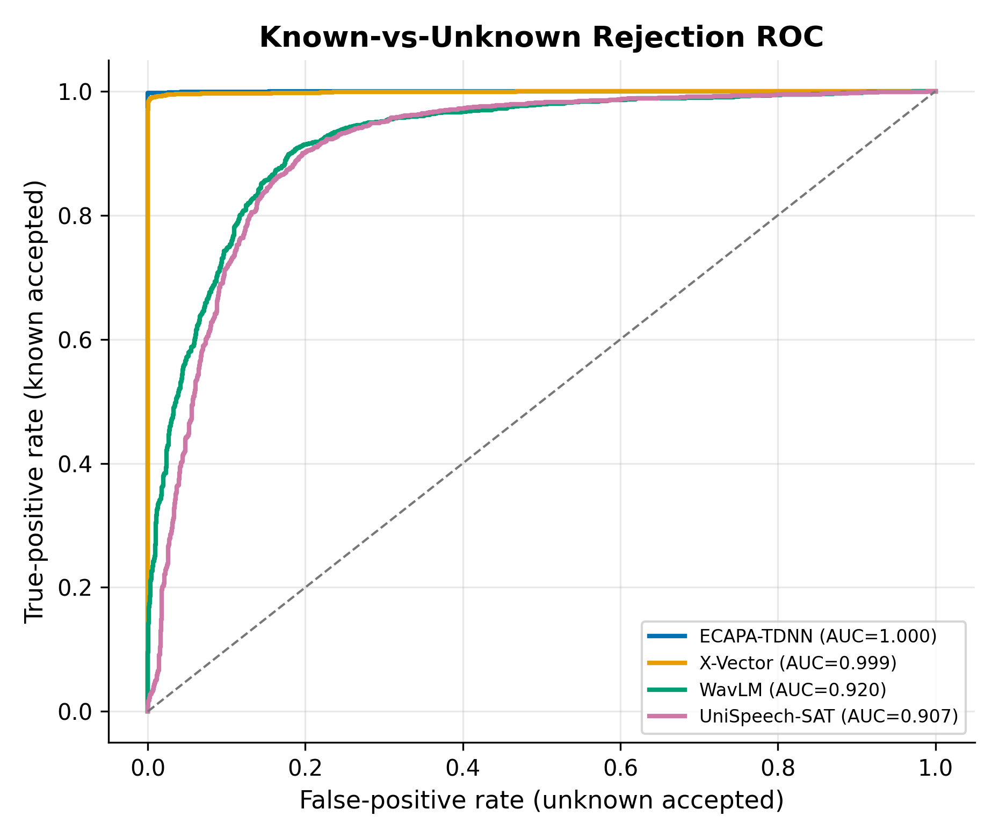 Known-vs-Unknown Rejection ROC
True-positive rate (known accepted)
1.0
0.8
0.6
0.4
0.2
0.0
0.0 0.2 0.4 0.6 0.8 1.0
False-positive rate (unknown accepted)
ECAPA-TDNN (AUC=1.000)
X-Vector (AUC=0.999)
WavLM (AUC=0.920)
UniSpeech-SAT (AUC=0.907)